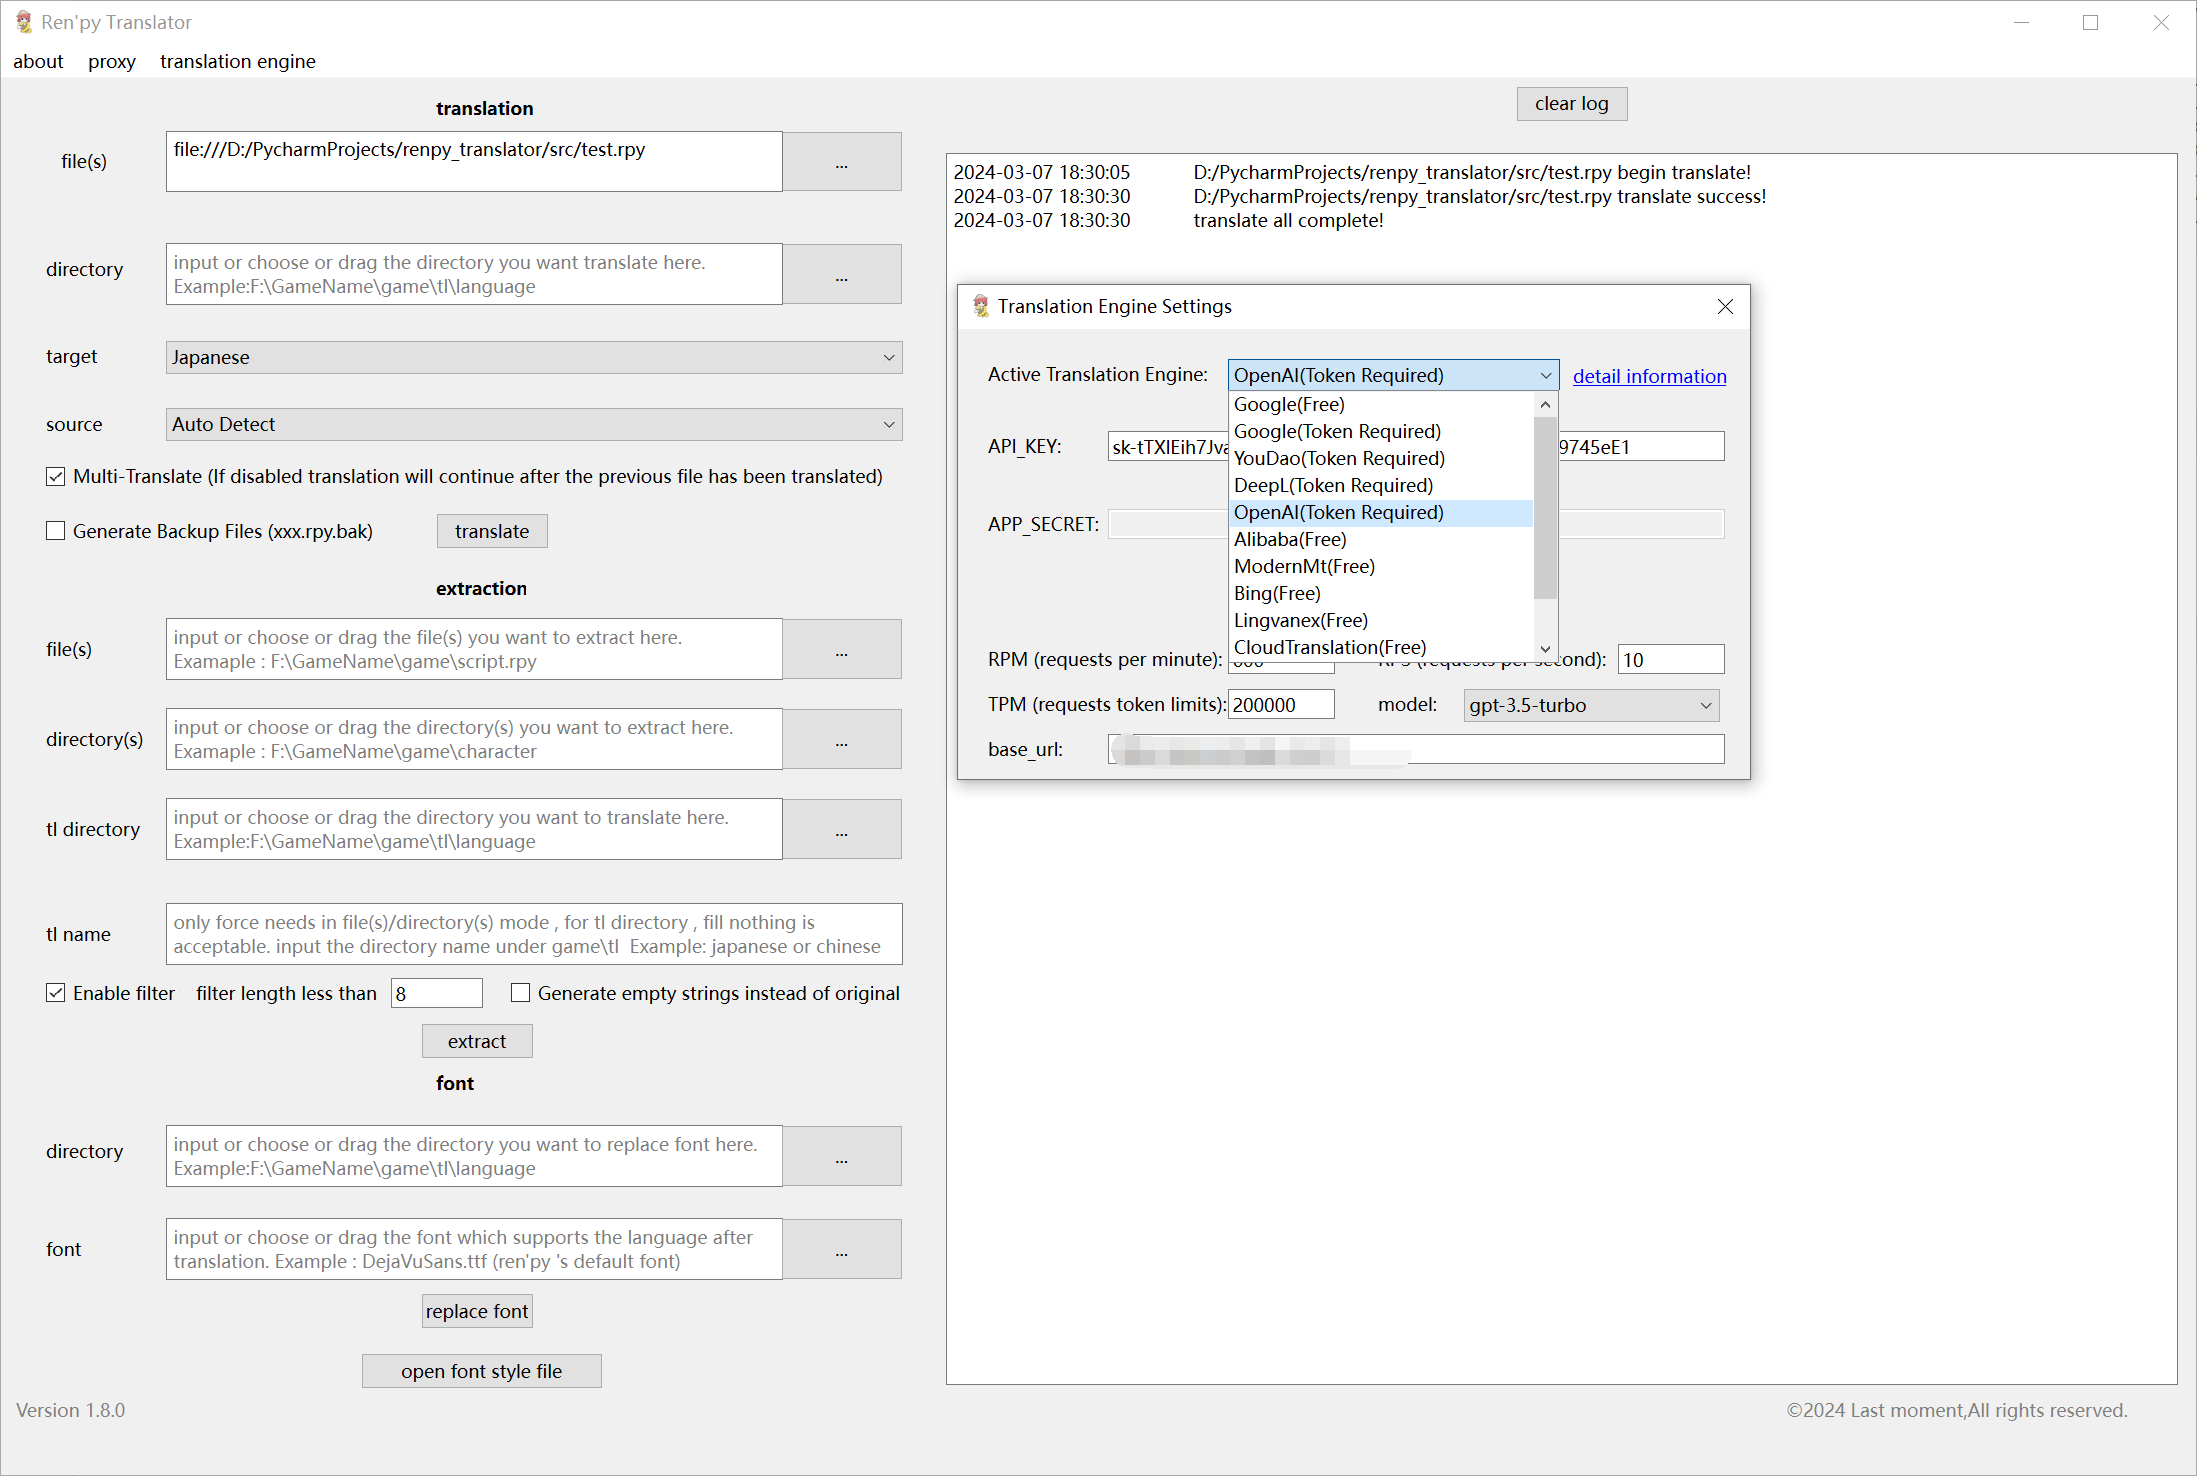 Ren'py Translator
about proxy translation engine
translation
file(s)
file:///D:/PycharmProjects/renpy_translator/src/test.rpy
...
directory
input or choose or drag the directory you want translate here.
Example:F:\GameName\game\tl\language
...
target
Japanese
source
Auto Detect
Multi-Translate (If disabled translation will continue after the previous file has been translated)
Generate Backup Files (xxx.rpy.bak)
translate
extraction
file(s)
input or choose or drag the file(s) you want to extract here.
Examaple : F:\GameName\game\script.rpy
...
directory(s)
input or choose or drag the directory(s) you want to extract here.
Examaple : F:\GameName\game\character
...
tl directory
input or choose or drag the directory you want to translate here.
Example:F:\GameName\game\tl\language
...
tl name
only force needs in file(s)/directory(s) mode , for tl directory , fill nothing is
acceptable. input the directory name under game\tl  Example: japanese or chinese
Enable filter
filter length less than
8
Generate empty strings instead of original
extract
font
directory
input or choose or drag the directory you want to replace font here.
Example:F:\GameName\game\tl\language
...
font
input or choose or drag the font which supports the language after
translation. Example : DejaVuSans.ttf (ren'py 's default font)
...
replace font
open font style file
Version 1.8.0
clear log
2024-03-07 18:30:05 D:/PycharmProjects/renpy_translator/src/test.rpy begin translate!
2024-03-07 18:30:30 D:/PycharmProjects/renpy_translator/src/test.rpy translate success!
2024-03-07 18:30:30 translate all complete!
Translation Engine Settings
Active Translation Engine:
OpenAI(Token Required)
detail information
Google(Free)
Google(Token Required)
YouDao(Token Required)
DeepL(Token Required)
OpenAI(Token Required)
Alibaba(Free)
ModernMt(Free)
Bing(Free)
Lingvanex(Free)
CloudTranslation(Free)
API_KEY:
9745eE1
APP_SECRET:
RPM (requests per minute):
10
TPM (requests token limits):
200000
model:
gpt-3.5-turbo
base_url:
©2024 Last moment,All rights reserved.